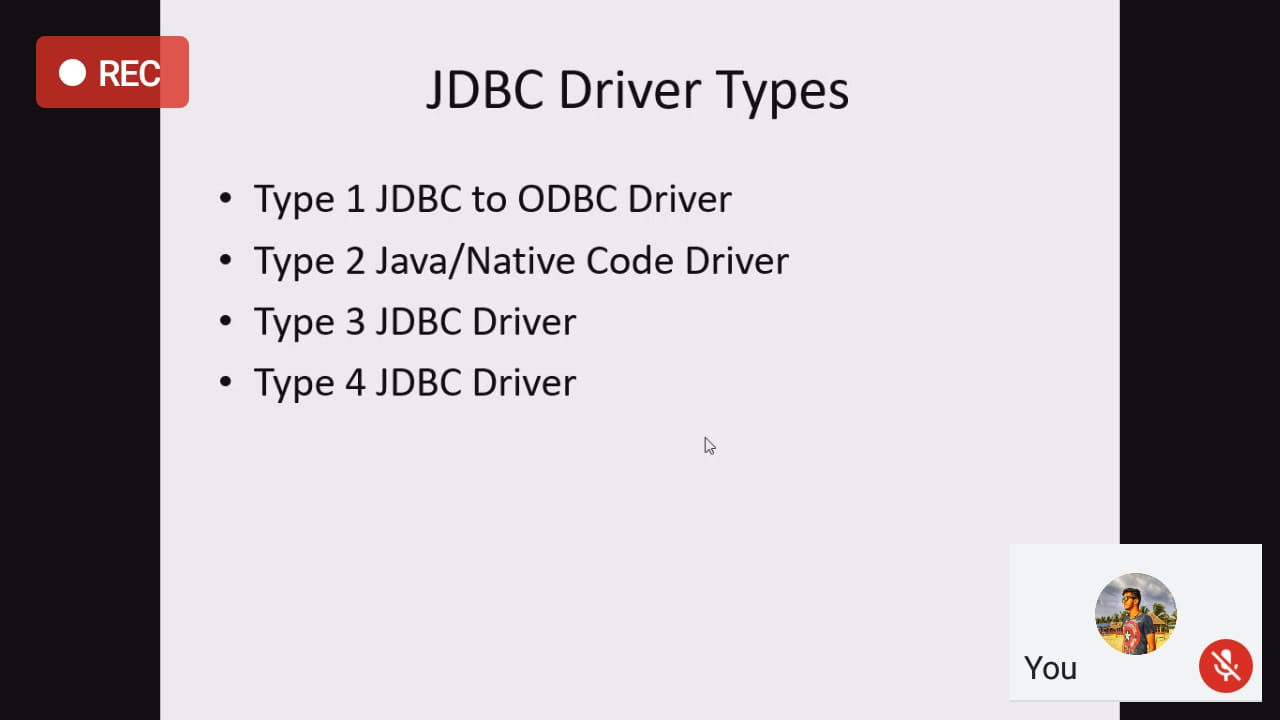 REC
JDBC Driver Types
• Type 1 JDBC to ODBC Driver
• Type 2 Java/Native Code Driver
• Type 3 JDBC Driver
• Type 4 JDBC Driver
You